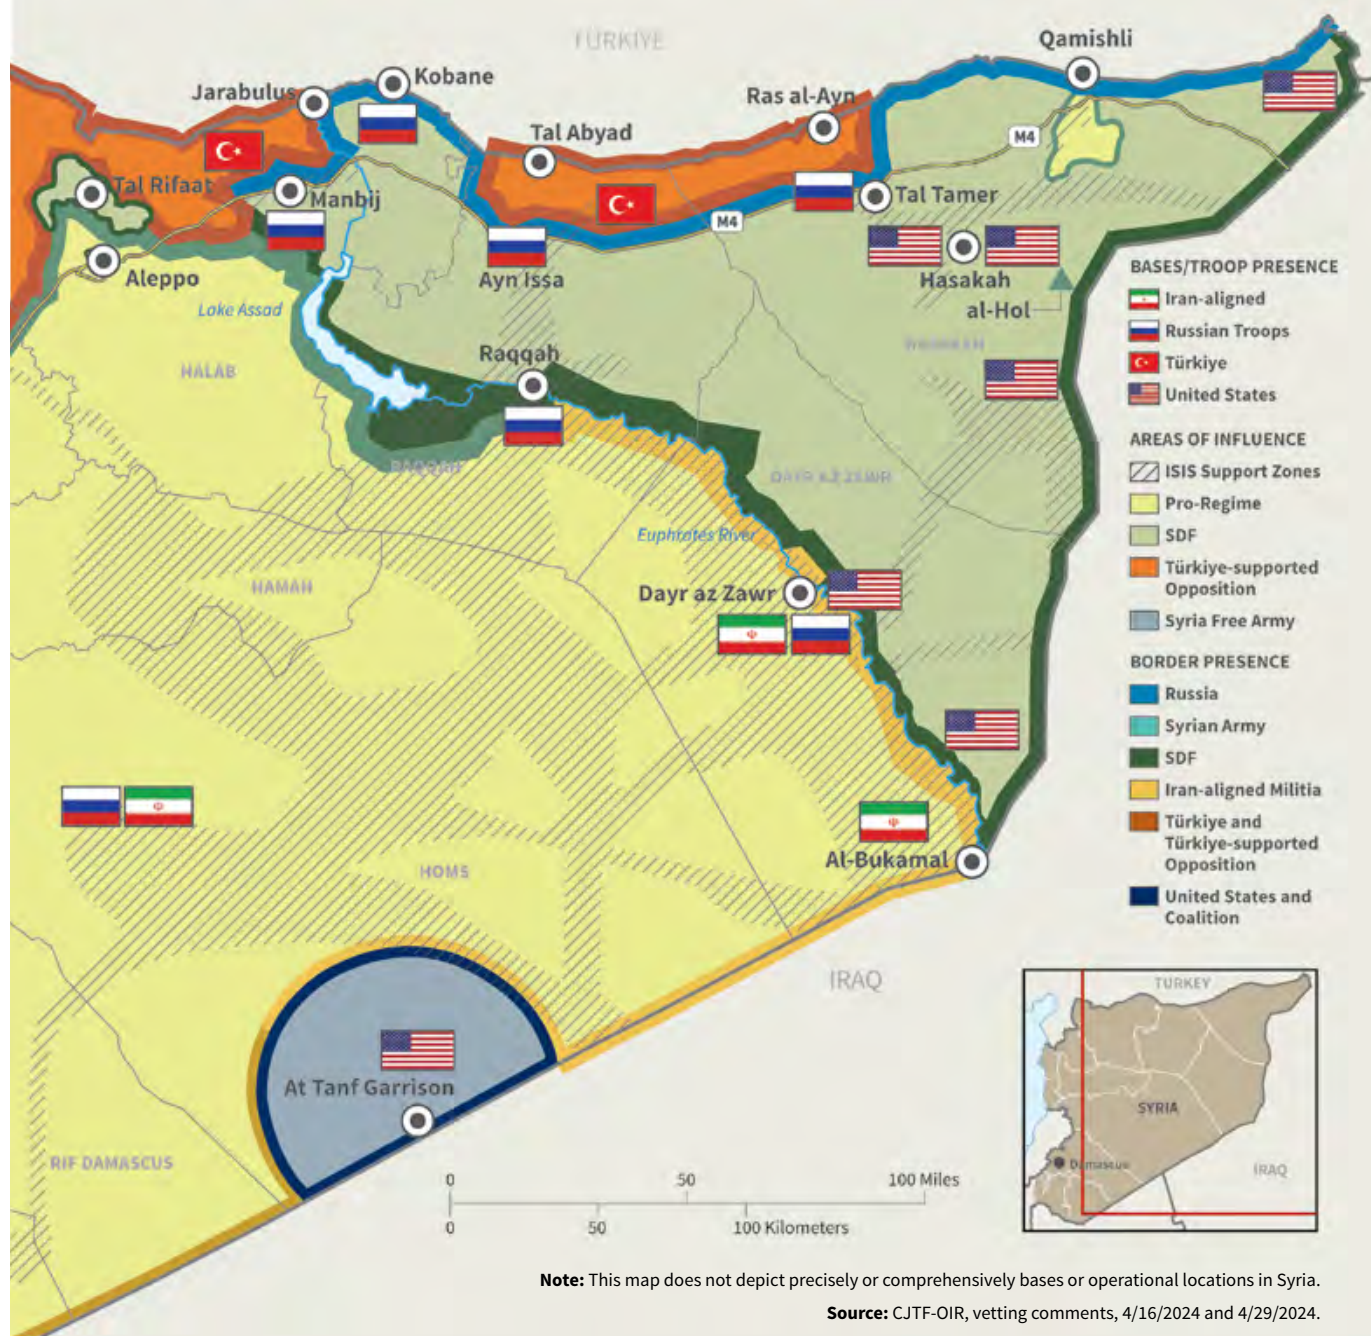 TÜRKIYE
Qamishli
Kobane
Jarabulus
Ras al-Ayn
Tal Abyad
M4
Tal Rifaat
Manbij
Tal Tamer
M4
Aleppo
Ayn Issa
Hasakah
al-Hol
Lake Assad
HASAKAH
Raqqah
HALAB
RAQQAH
DAYR AZ ZAWR
Euphrates River
HAMAH
Dayr az Zawr
Al-Bukamal
HOMS
IRAQ
At Tanf Garrison
RIF DAMASCUS
BASES/TROOP PRESENCE
Iran-aligned
Russian Troops
Türkiye
United States
AREAS OF INFLUENCE
ISIS Support Zones
Pro-Regime
SDF
Türkiye-supported
Opposition
Syria Free Army
BORDER PRESENCE
Russia
Syrian Army
SDF
Iran-aligned Militia
Türkiye and
Türkiye-supported
Opposition
United States and
Coalition
TURKEY
SYRIA
Damascus
IRAQ
0 50 100 Miles
0 50 100 Kilometers
Note: This map does not depict precisely or comprehensively bases or operational locations in Syria.
Source: CJTF-OIR, vetting comments, 4/16/2024 and 4/29/2024.